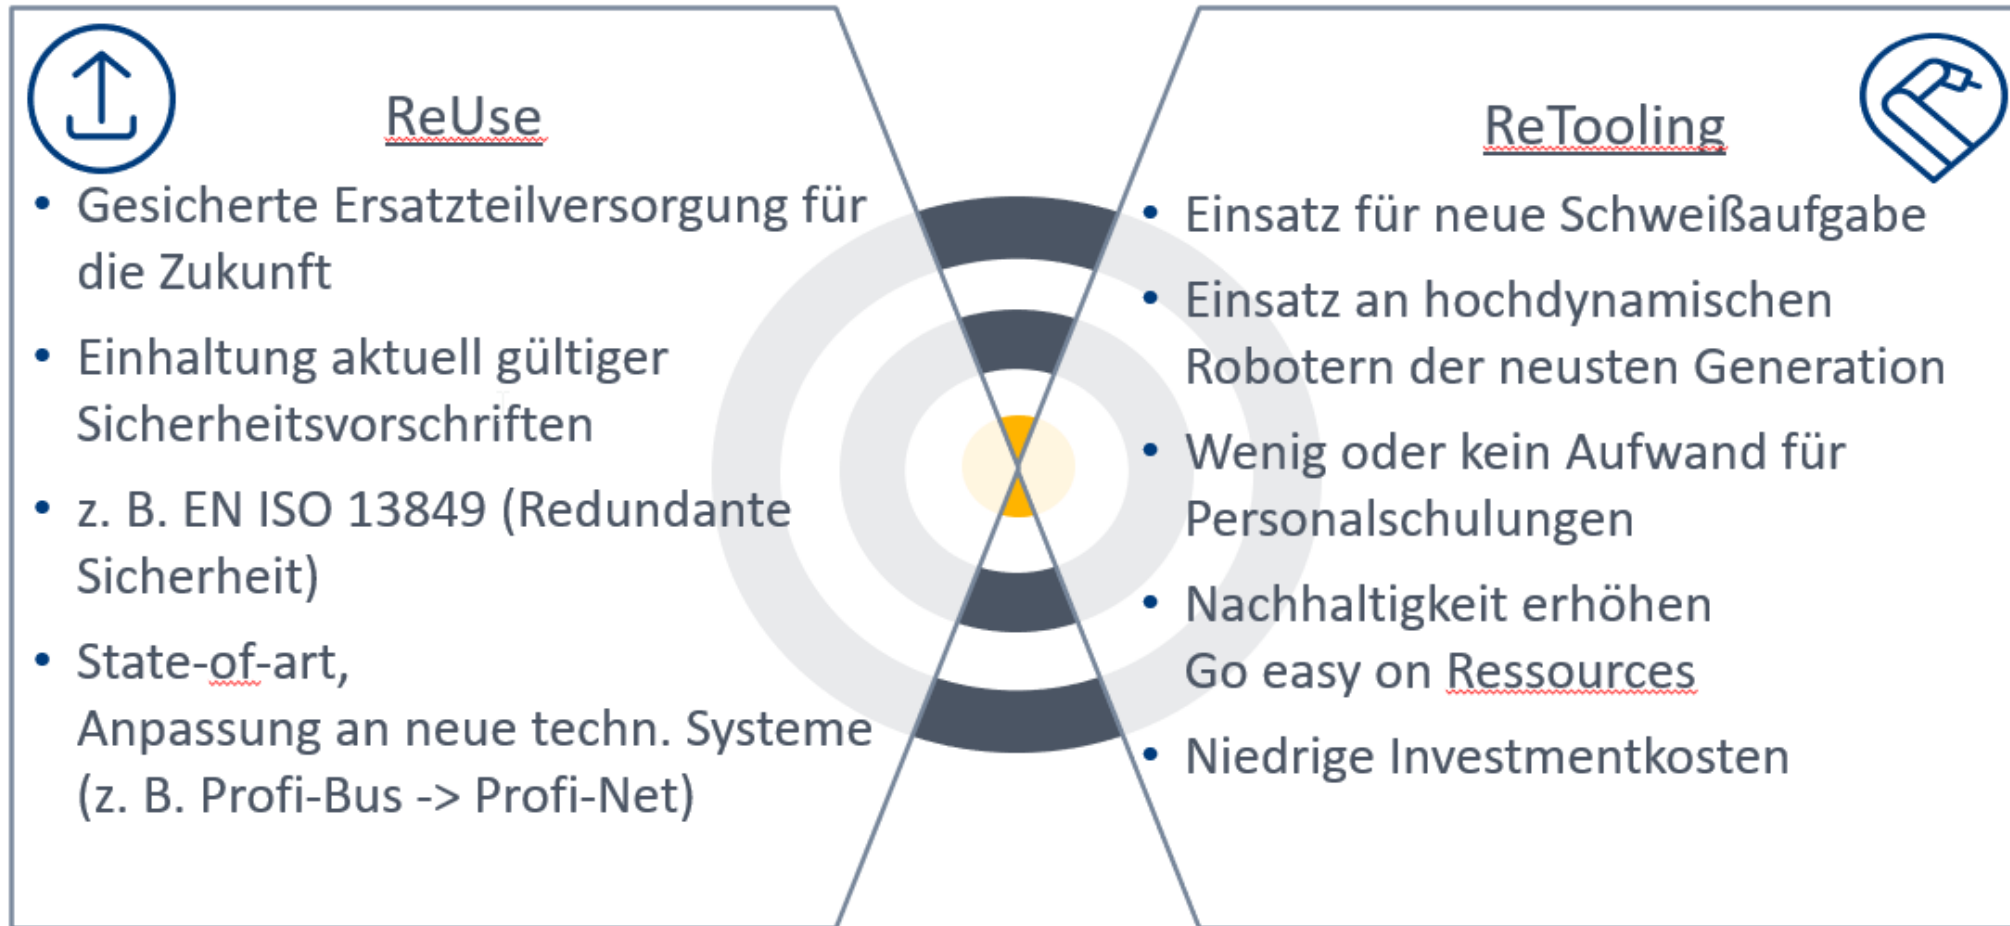 ReUse
• Gesicherte Ersatzteilversorgung für
die Zukunft
• Einhaltung aktuell gültiger
Sicherheitsvorschriften
• z. B. EN ISO 13849 (Redundante
Sicherheit)
• State-of-art,
Anpassung an neue techn. Systeme
(z. B. Profi-Bus -> Profi-Net)
ReTooling
• Einsatz für neue Schweißaufgabe
• Einsatz an hochdynamischen
Robotern der neusten Generation
• Wenig oder kein Aufwand für
Personalschulungen
• Nachhaltigkeit erhöhen
Go easy on Ressources
• Niedrige Investmentkosten